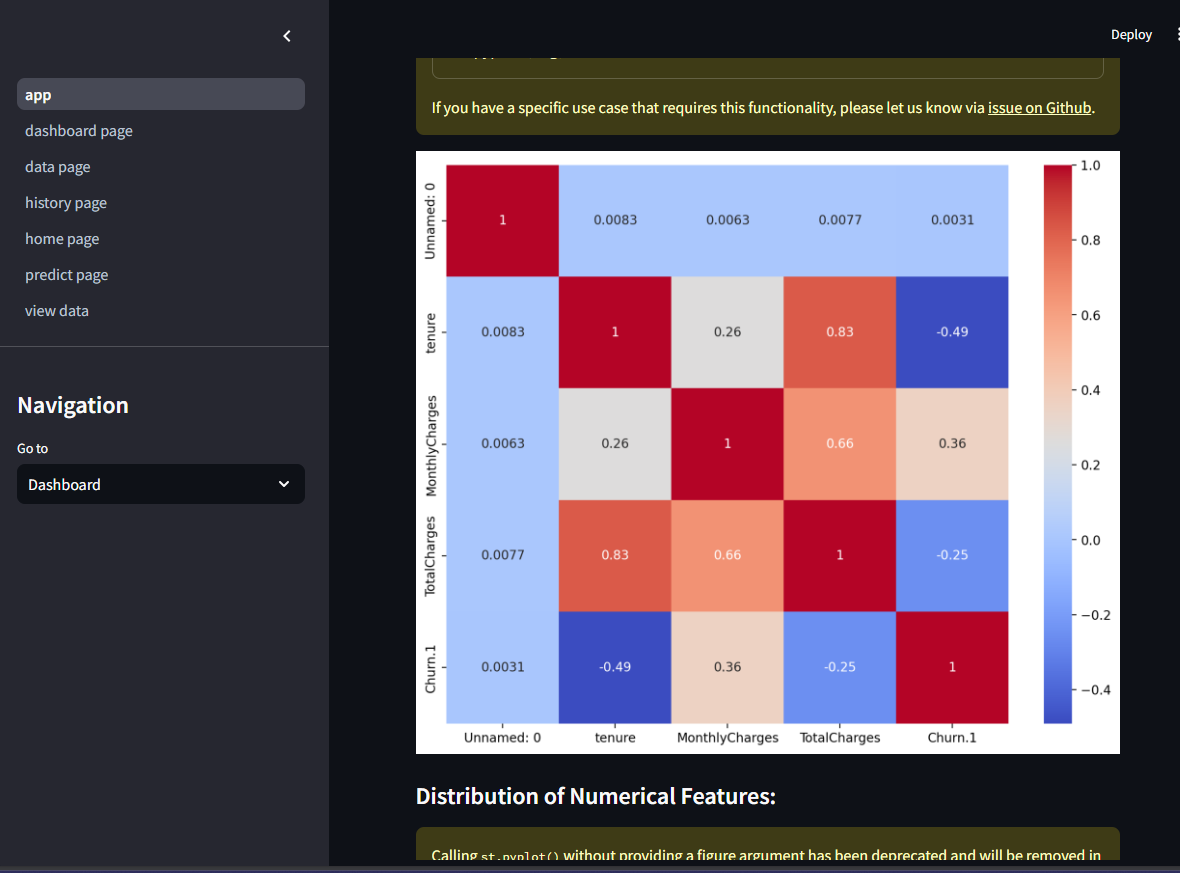 Deploy
app
dashboard page
data page
history page
home page
predict page
view data
Navigation
Go to
Dashboard
If you have a specific use case that requires this functionality, please let us know via issue on Github.
Unnamed: 0
1 0.0083 0.0063 0.0077 0.0031
tenure
0.0083 1 0.26 0.83 -0.49
MonthlyCharges
0.0063 0.26 1 0.66 0.36
TotalCharges
0.0077 0.83 0.66 1 -0.25
Churn.1
0.0031 -0.49 0.36 -0.25 1
Unnamed: 0 tenure MonthlyCharges TotalCharges Churn.1
1.0
0.8
0.6
0.4
0.2
0.0
−0.2
−0.4
Distribution of Numerical Features:
Calling st.pyplot() without providing a figure argument has been deprecated and will be removed in